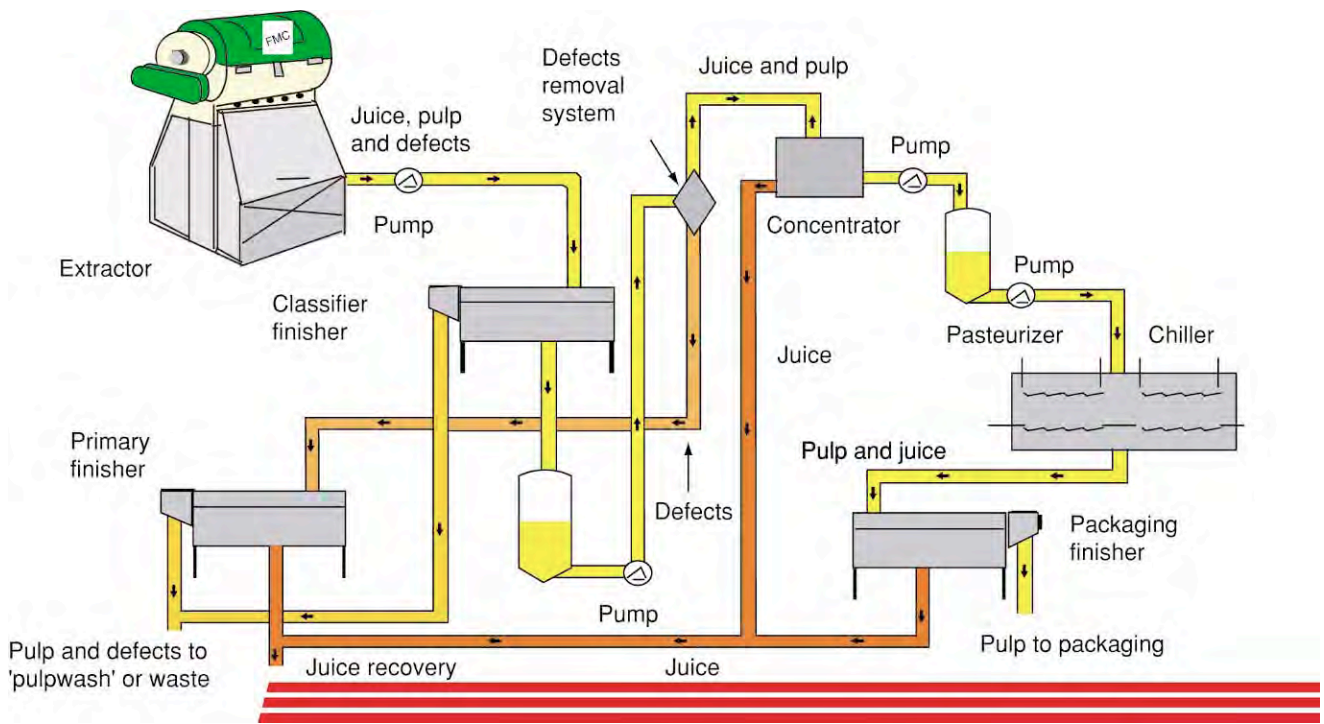 FMC
Defects
removal
system
Juice and pulp
Juice, pulp
and defects
Pump
Pump
Concentrator
Extractor
Pump
Classifier
finisher
Pasteurizer
Chiller
Juice
Primary
finisher
Pulp and juice
Defects
Packaging
finisher
Pump
Pulp and defects to
'pulpwash' or waste
Juice recovery
Juice
Pulp to packaging